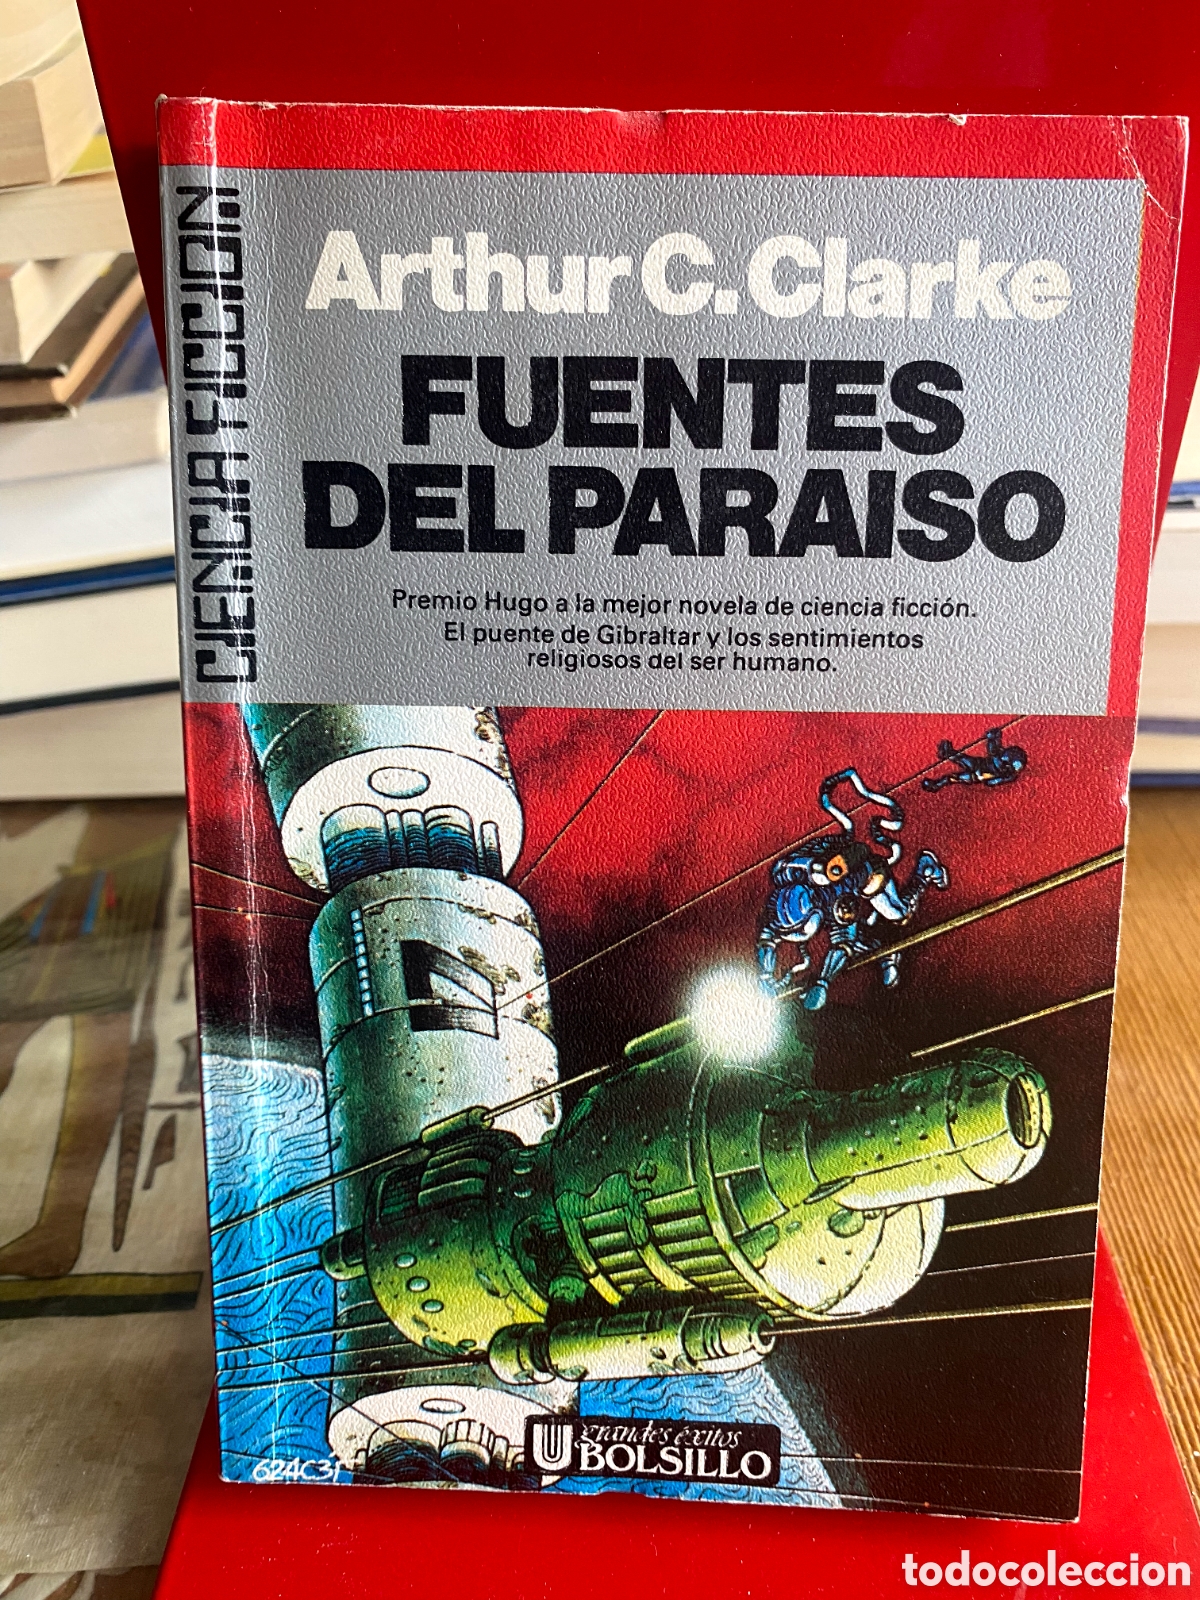 CIENCIA FICCION
Arthur C. Clarke
FUENTES
DEL PARAISO
Premio Hugo a la mejor novela de ciencia ficción.
El puente de Gibraltar y los sentimientos
religiosos del ser humano.
grandes éxitos
BOLSILLO
todocoleccion